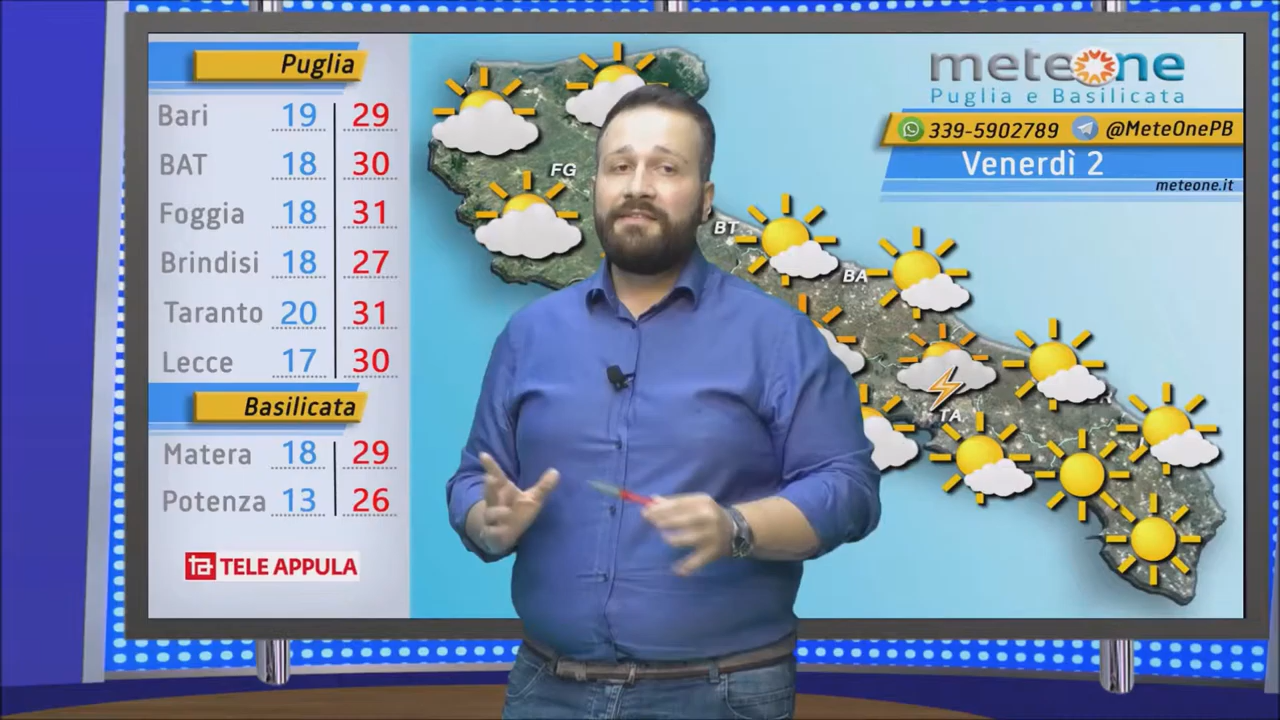 Puglia
Bari 19 29
BAT 18 30
Foggia 18 31
Brindisi 18 27
Taranto 20 31
Lecce 17 30
Basilicata
Matera 18 29
Potenza 13 26
ta TELE APPULA
meteone
Puglia e Basilicata
339-5902789 @MeteOnePB
Venerdì 2
meteone.it
FG
BT
BA
TA